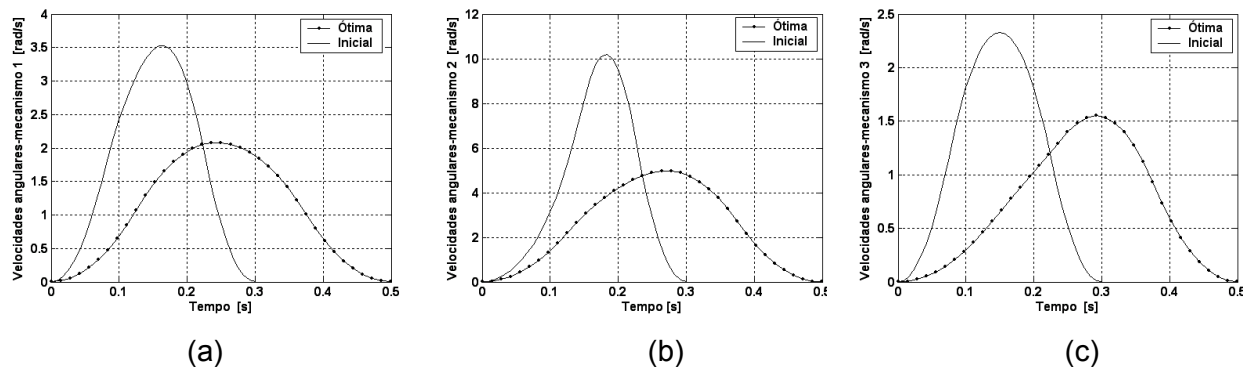 Velocidades angulares-mecanismo 1 [rad/s]
4
3.5
3
2.5
2
1.5
1
0.5
0
0
0.1
0.2
0.3
0.4
0.5
Tempo [s]
Ótima
Inicial
(a)
Velocidades angulares-mecanismo 2 [rad/s]
12
10
8
6
4
2
0
0
0.1
0.2
0.3
0.4
0.5
Tempo [s]
Ótima
Inicial
(b)
Velocidades angulares-mecanismo 3 [rad/s]
2.5
2
1.5
1
0.5
0
0
0.1
0.2
0.3
0.4
0.5
Tempo [s]
Ótima
Inicial
(c)